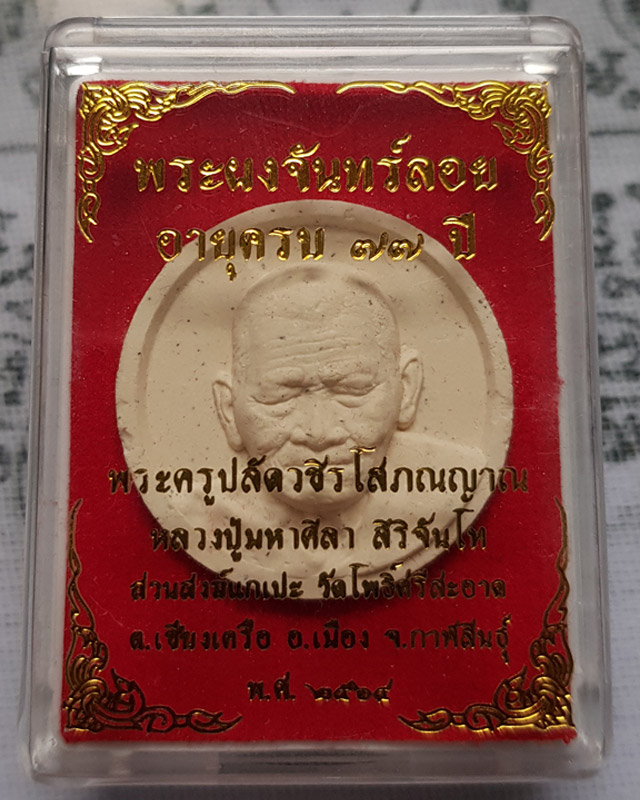 พระผงจันทร์ลอย
อายุครบ ๗๗ ปี
พระครูปลัดวชิรโสภณญาณ
หลวงปู่มหาศิลา สิริจันโท
สวนสงฆ์แกเปะ วัดโพธิ์ศรีสะอาด
ต.เชียงเครือ อ.เมือง จ.กาฬสินธุ์
พ.ศ. ๒๕๖๔